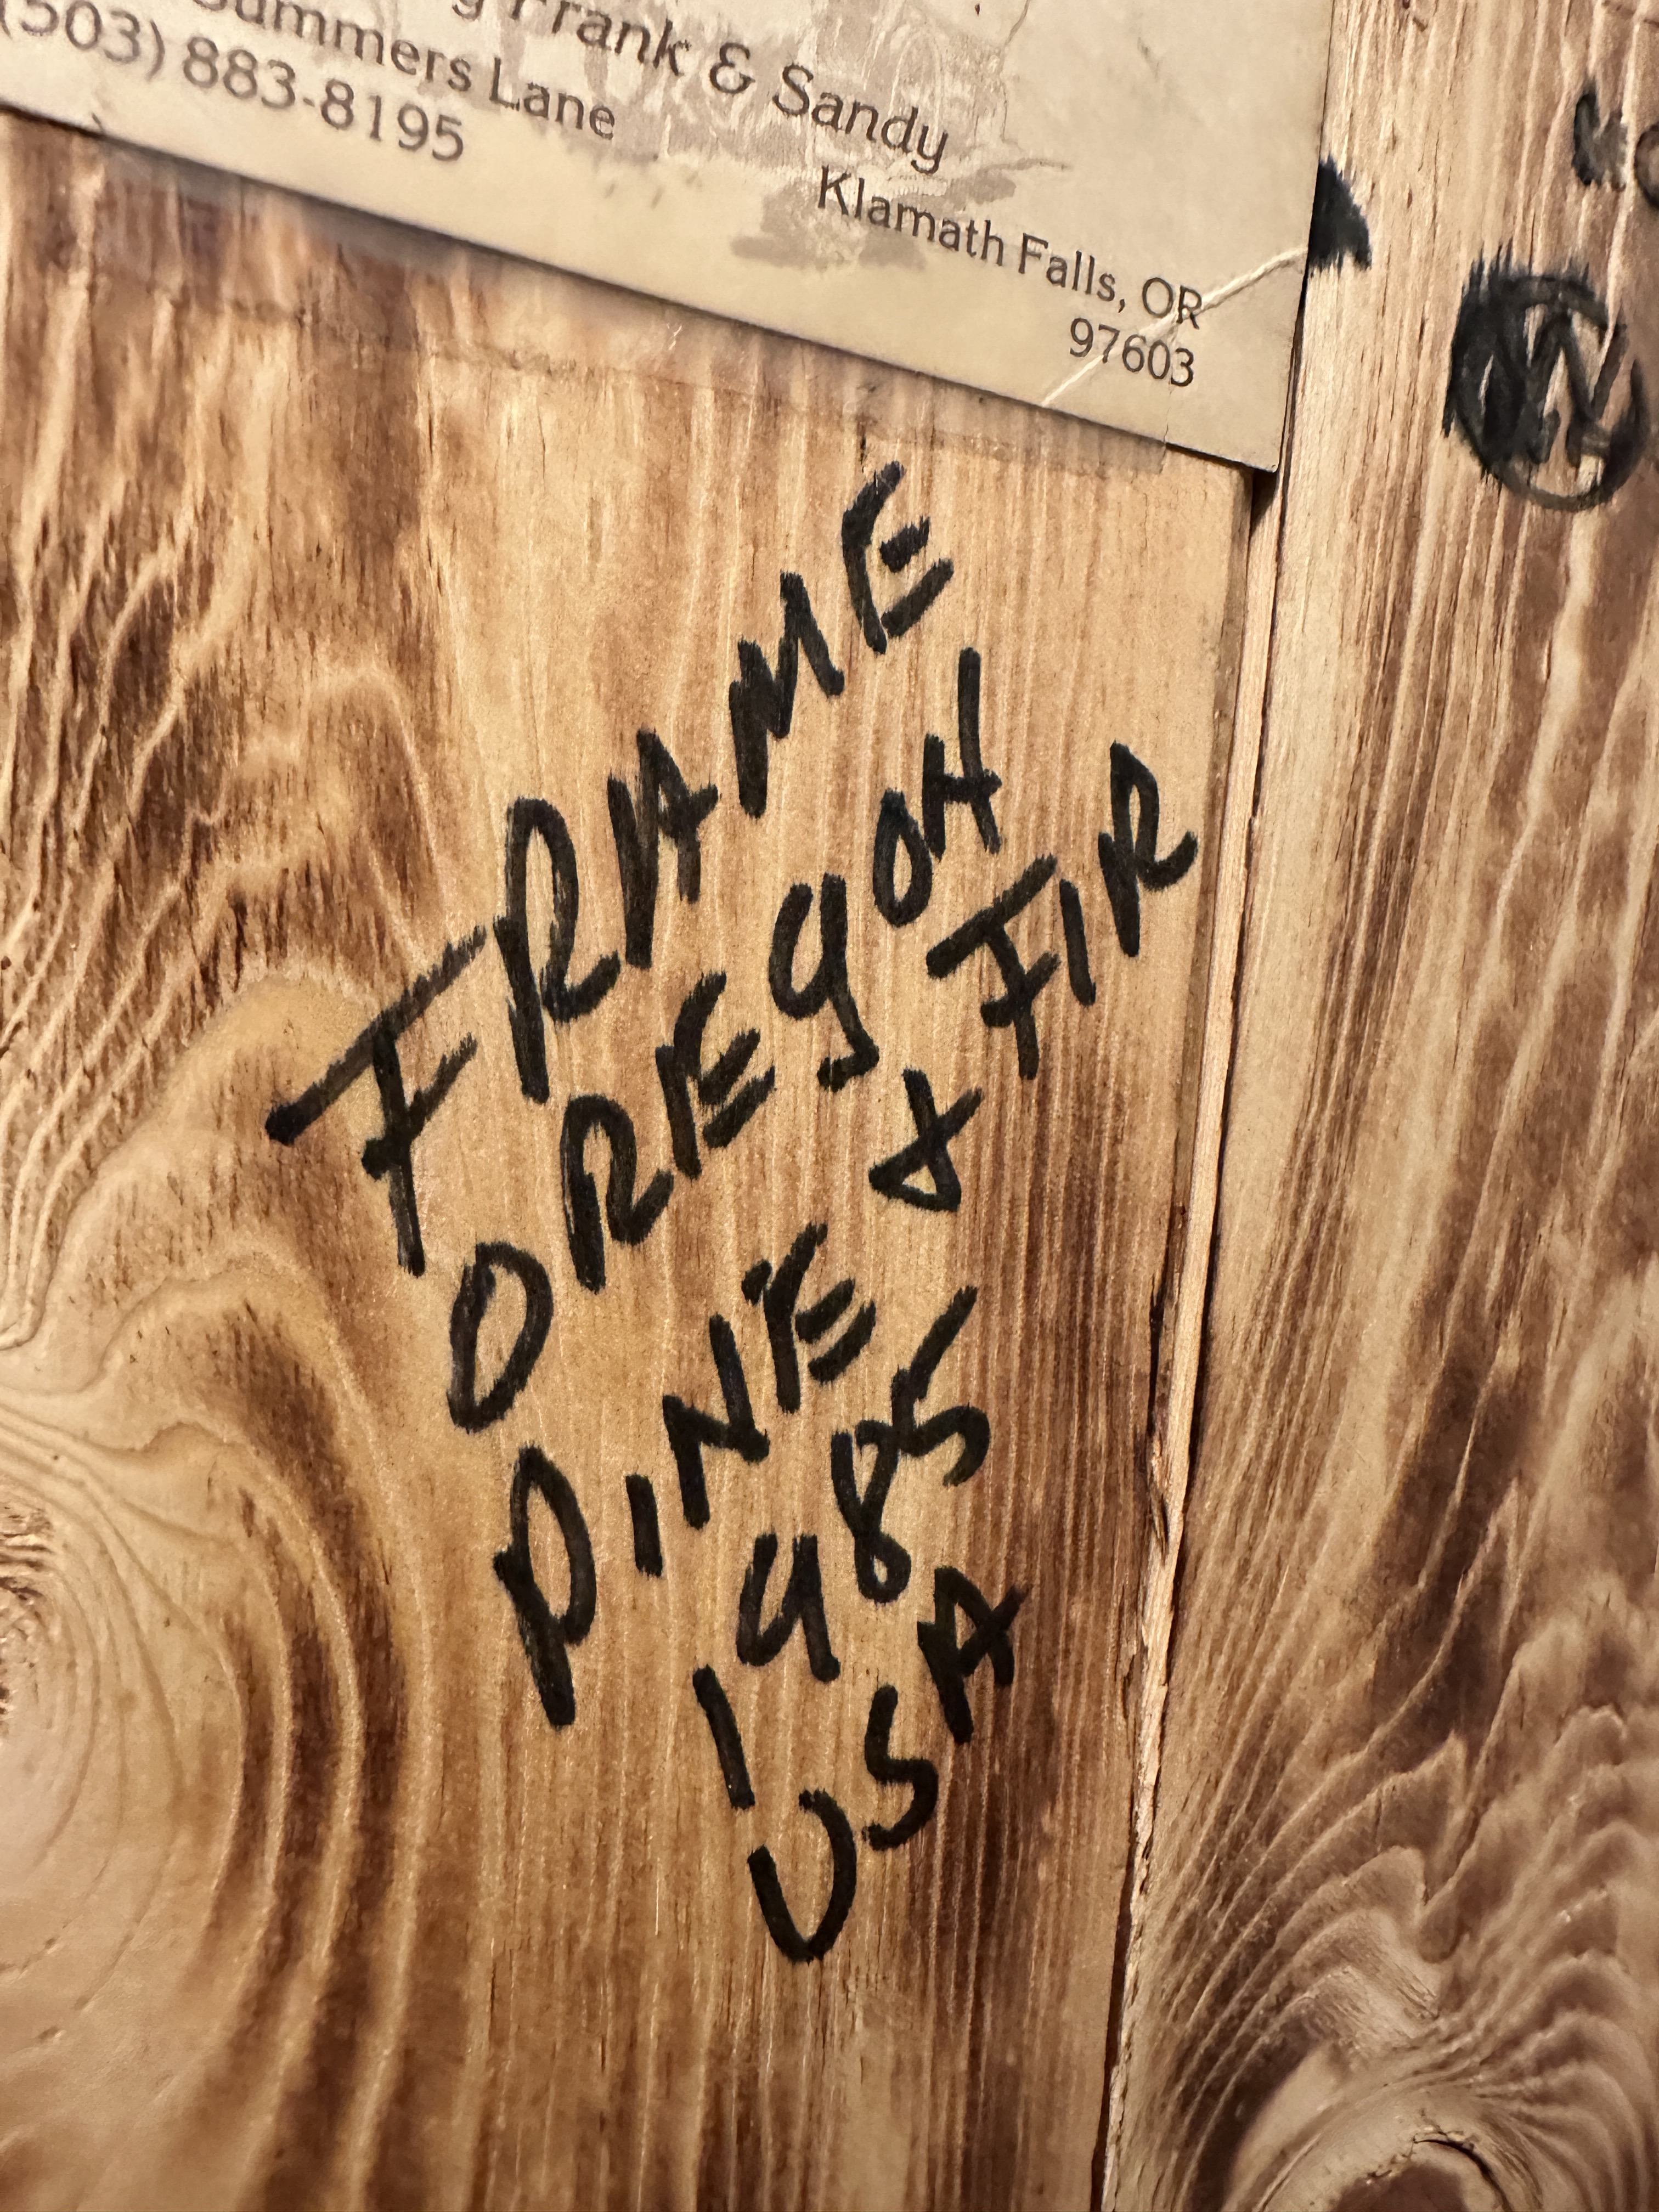 Frank & Sandy
Summers Lane
(503) 883-8195
Klamath Falls, OR
97603
FRAME
OREGON
PINE & FIR
1985
USA